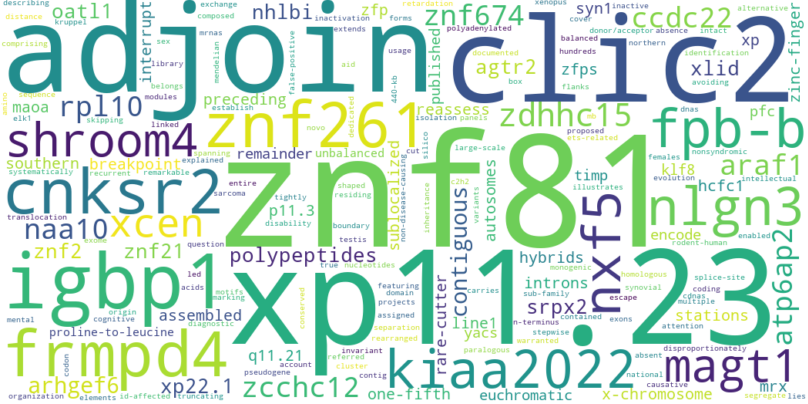 describing
distance
kruppel
composed
comprising
oatl1
exchange
mrnas
inactivation
retardation
forms
adjoin
interrupt
sex
library
belongs
modules
linked
mendelian
false-positive
nhlbi
zfp
extends
aid
usage
440-kb
dedicated
polyadenylated
published
znf674
documented
agtr2
box
syn1
inactive
xenopus
alternative
cover
donor/acceptor
absence
intact
balanced
northern
hundreds
identification
avoiding
flanks
zfps
clic2
ccdc22
xp
xlid
zinc-finger
maoa
sequence
amino
elk1
skipping
rpl10
preceding
establish
novo
isolation
panels
reassess
zdhhc15
mb
dnas
pfc
fpb-b
shroom4
znf261
southern
breakpoint
remainder
unbalanced
spanning
explained
systematically
recurrent
remarkable
entire
sarcoma
sublocalized
non-disease-causing
cut
silico
large-scale
proposed
ets-related
timp
females
nonsyndromic
klf8
evolution
intellectual
araf1
cnksr2
translocation
naa10
xcen
znf2
znf21
exome
question
tightly
p11.3
disability
shaped
residing
boundary
testis
znf81
inheritance
c2h2
variants
autosomes
contiguous
illustrates
nxf5
hcfc1
nlgn3
encode
enabled
rodent-human
atp6ap2
polypeptides
true
nucleotides
led
acids
motifs
marking
conserved
origin
cognitive
diagnostic
mental
igbp1
assembled
proline-to-leucine
xp11.23
featuring
domain
projects
assigned
separation
rearranged
rare-cutter
hybrids
monogenic
introns
sub-family
carries
srpx2
n-terminus
contained
exons
line1
stepwise
warranted
yacs
paralogous
homologous
splice-site
synovial
coding
cdnas
multiple
escape
attention
stations
frmpd4
arhgef6
codon
organization
elements
id-affected
truncating
xp22.1
q11.21
pseudogene
referred
cluster
contig
account
invariant
zcchc12
one-fifth
kiaa2022
euchromatic
absent
national
disproportionately
causative
x-chromosome
magt1
mrx
segregate
lies